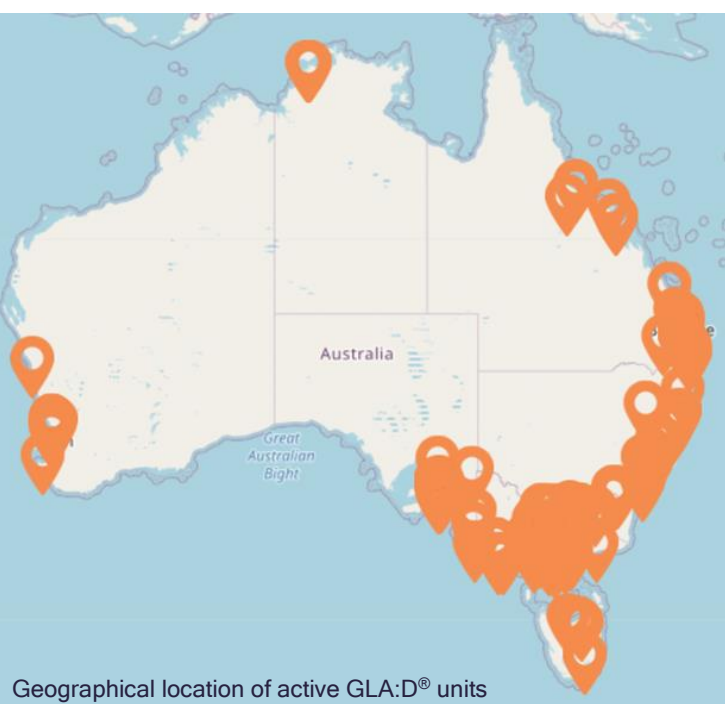 Australia
Great
Australian
Bight
Geographical location of active GLA:D® units